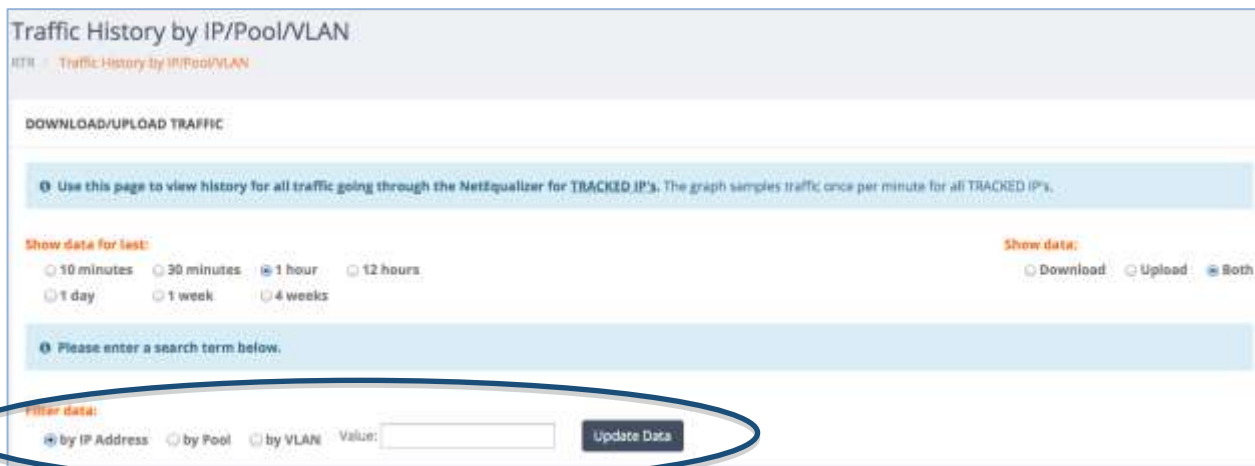 Traffic History by IP/Pool/VLAN
RTR / Traffic History by IP/Pool/VLAN
DOWNLOAD/UPLOAD TRAFFIC
Use this page to view history for all traffic going through the NetEqualizer for TRACKED IP's. The graph samples traffic once per minute for all TRACKED IP's.
Show data for last: Show data:
10 minutes 30 minutes 1 hour 12 hours Download Upload Both
1 day 1 week 4 weeks
Please enter a search term below.
Filter data:
by IP Address by Pool by VLAN Value: Update Data